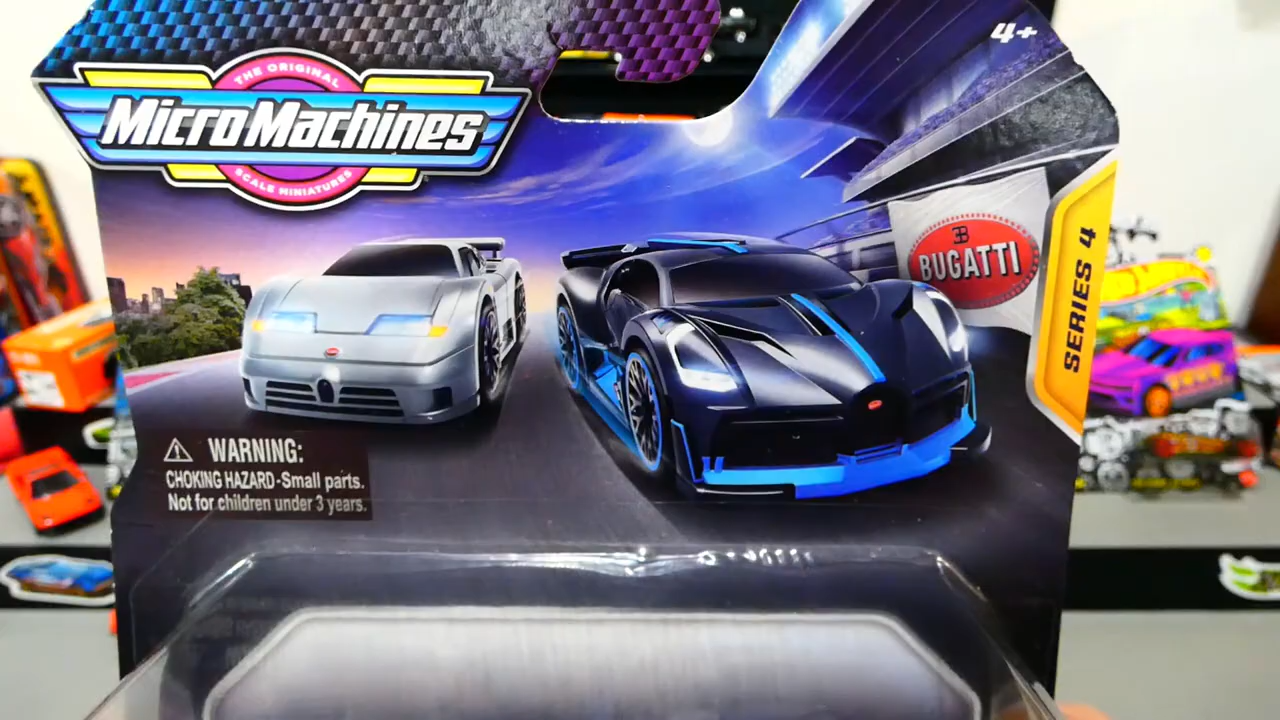 4+
THE ORIGINAL
MicroMachines
SCALE MINIATURES
EB
BUGATTI
SERIES 4
WARNING:
CHOKING HAZARD-Small parts.
Not for children under 3 years.